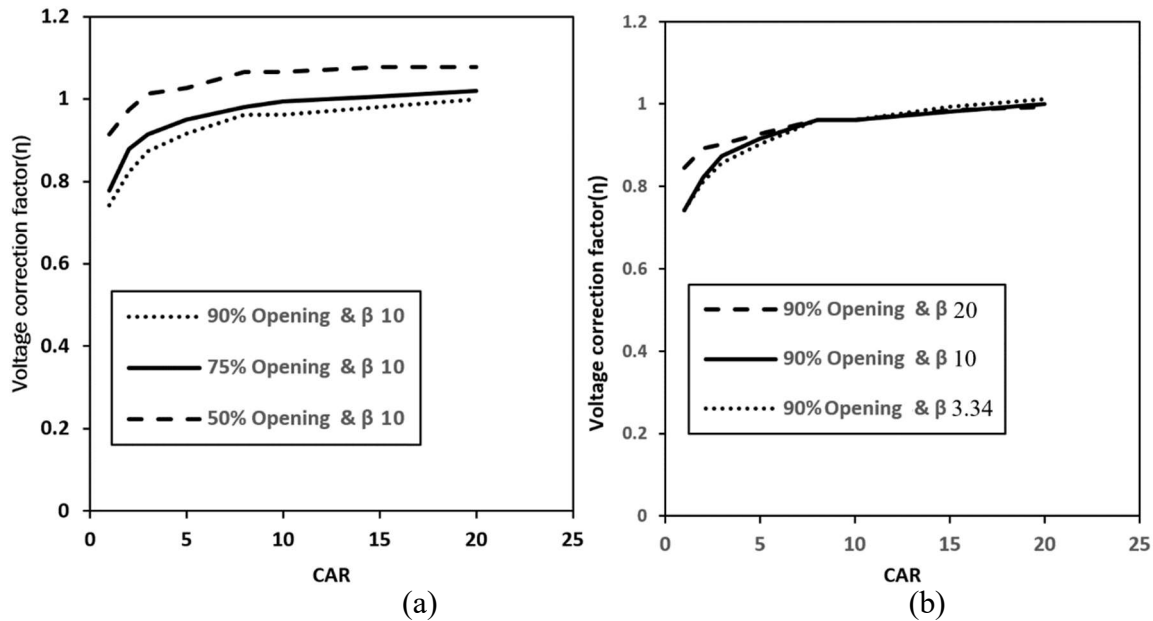 1.2
1
0.8
0.6
0.4
0.2
0
0
5
10
15
20
25
Voltage correction factor(η)
CAR
90% Opening & β 10
75% Opening & β 10
50% Opening & β 10
(a)
1.2
1
0.8
0.6
0.4
0.2
0
0
5
10
15
20
25
Voltage correction factor(η)
CAR
90% Opening & β 20
90% Opening & β 10
90% Opening & β 3.34
(b)